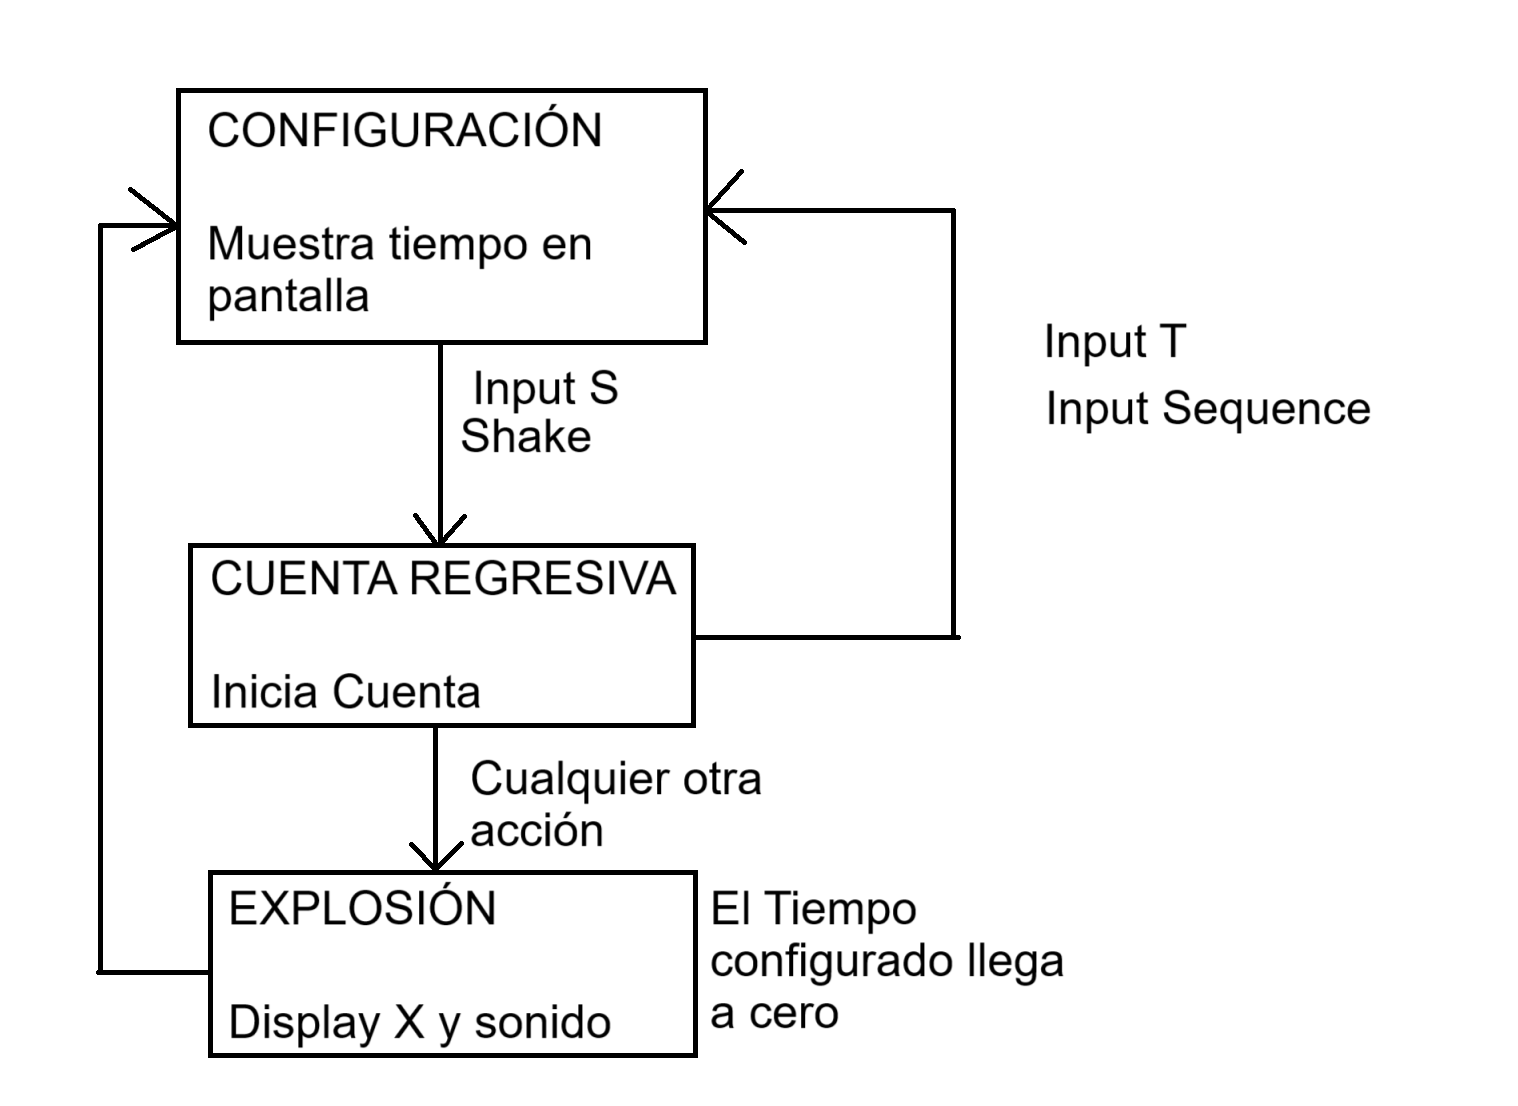 CONFIGURACIÓN
Muestra tiempo en
pantalla
Input T
Input Sequence
Input S
Shake
CUENTA REGRESIVA
Inicia Cuenta
Cualquier otra
acción
EXPLOSIÓN
Display X y sonido
El Tiempo
configurado llega
a cero